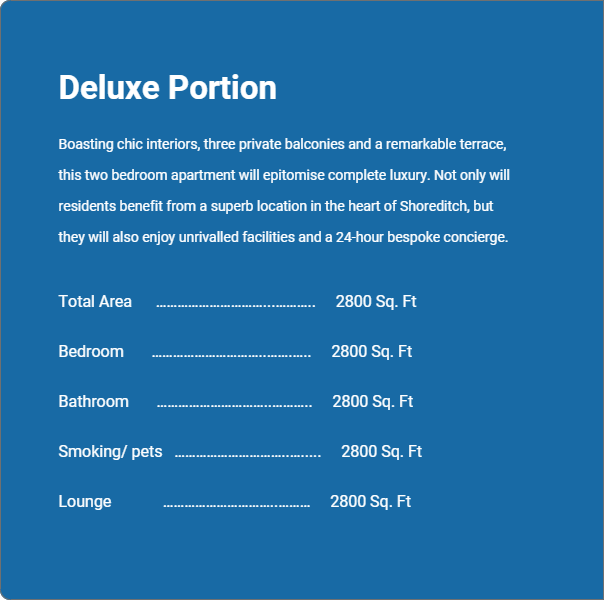 Deluxe Portion
Boasting chic interiors, three private balconies and a remarkable terrace,
this two bedroom apartment will epitomise complete luxury. Not only will
residents benefit from a superb location in the heart of Shoreditch, but
they will also enjoy unrivalled facilities and a 24-hour bespoke concierge.
Total Area …………………………..………….. 2800 Sq. Ft
Bedroom …………………………..…….…... 2800 Sq. Ft
Bathroom …………………………..……….. 2800 Sq. Ft
Smoking/ pets …………………………..…….... 2800 Sq. Ft
Lounge …………………………..……… 2800 Sq. Ft